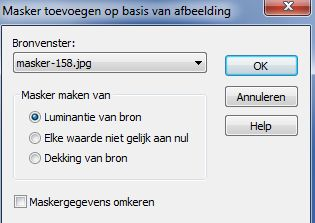 Masker toevoegen op basis van afbeelding
Bronvenster:
masker-158.jpg
OK
Masker maken van
Annuleren
Luminantie van bron
Elke waarde niet gelijk aan nul
Help
Dekking van bron
Maskergegevens omkeren